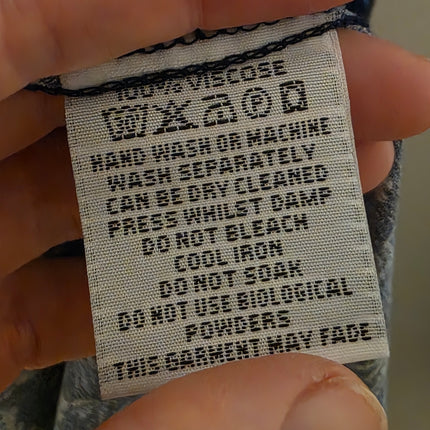 100% VISCOSE
HAND WASH OR MACHINE
WASH SEPARATELY
CAN BE DRY CLEANED
PRESS WHILST DAMP
DO NOT BLEACH
COOL IRON
DO NOT SOAK
DO NOT USE BIOLOGICAL
POWDERS
THIS GARMENT MAY FADE